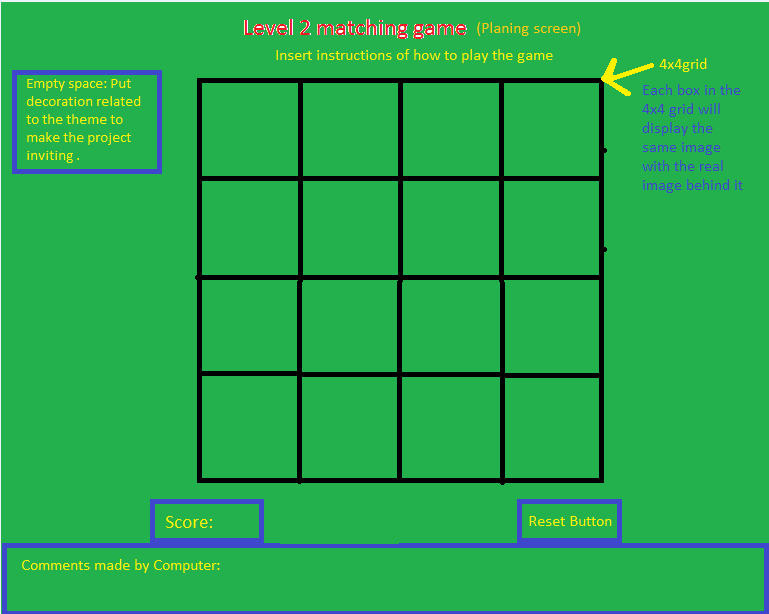 Level 2 matching game (Planing screen)
Insert instructions of how to play the game
4x4grid
Empty space: Put
decoration related
to the theme to
make the project
inviting .
Each box in the
4x4 grid will
display the
same image
with the real
image behind it
Score:
Reset Button
Comments made by Computer: